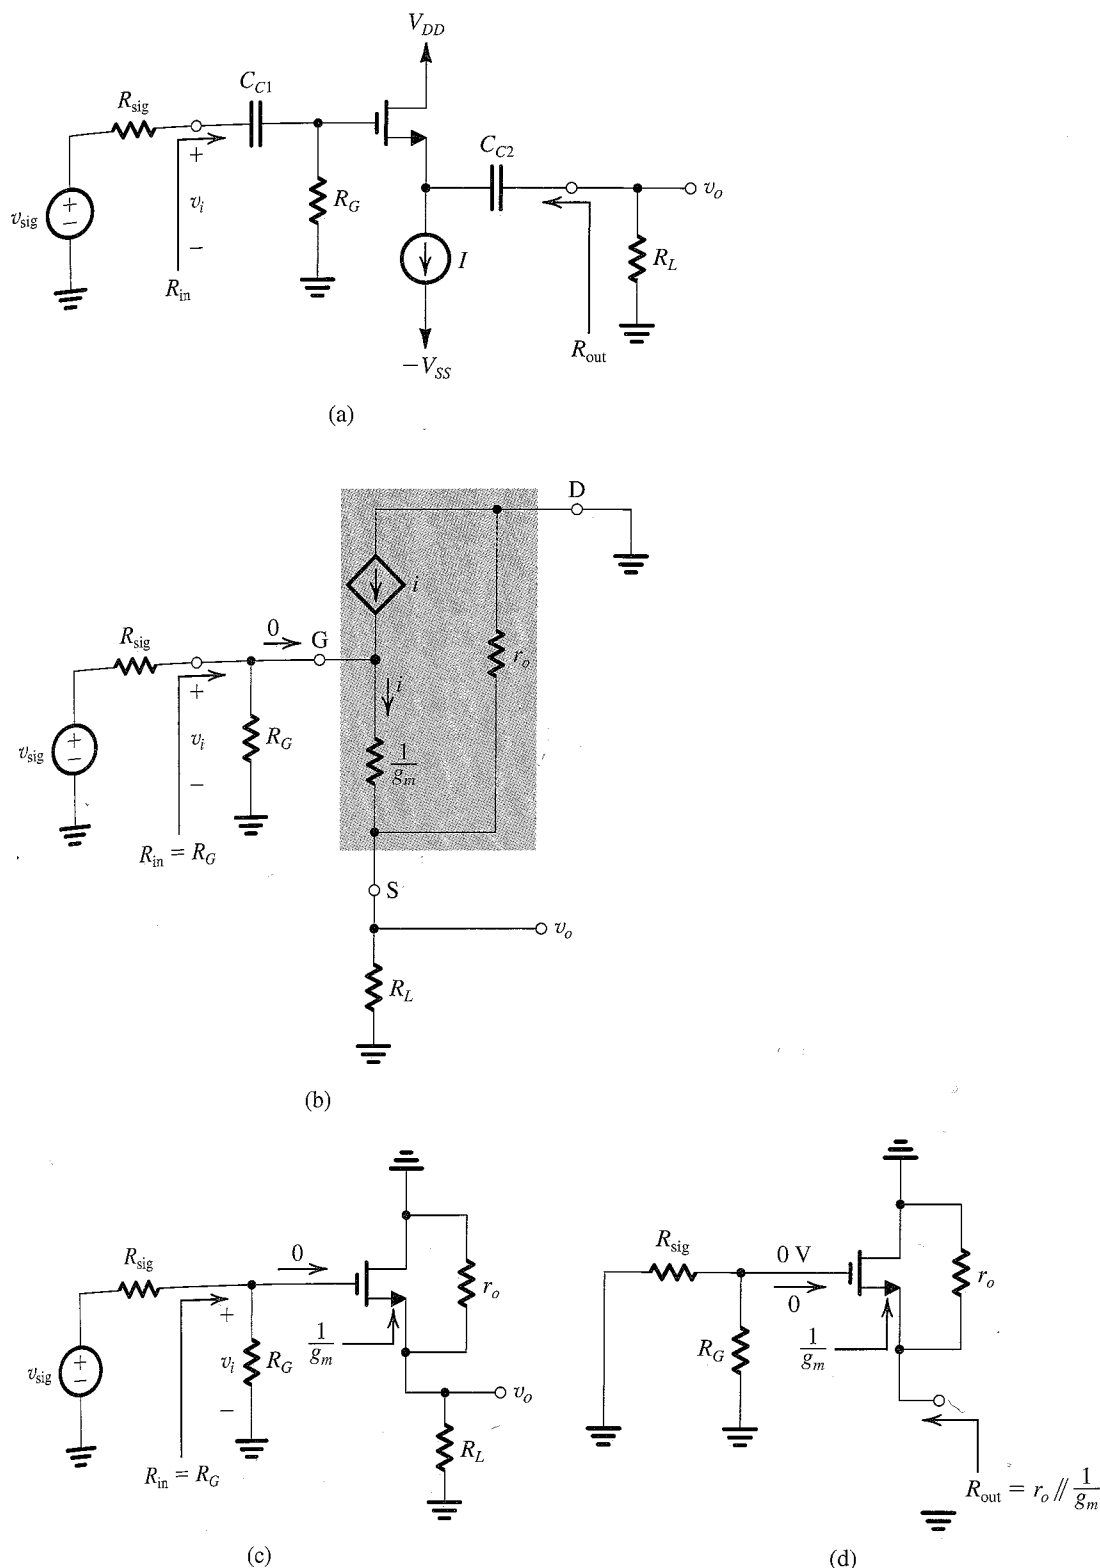 V_DD
C_C1
R_sig
C_C2
+
v_i
−
R_G
v_o
v_sig
+
−
I
R_L
R_in
R_out
−V_SS
(a)
D
i
0
G
R_sig
r_o
+
i
v_i
R_G
v_sig
+
−
1/g_m
−
R_in = R_G
S
v_o
R_L
(b)
R_sig
0
r_o
+
1/g_m
v_i
R_G
v_sig
+
−
v_o
−
R_L
R_in = R_G
(c)
R_sig
0 V
0
r_o
R_G
1/g_m
R_out = r_o // 1/g_m
(d)